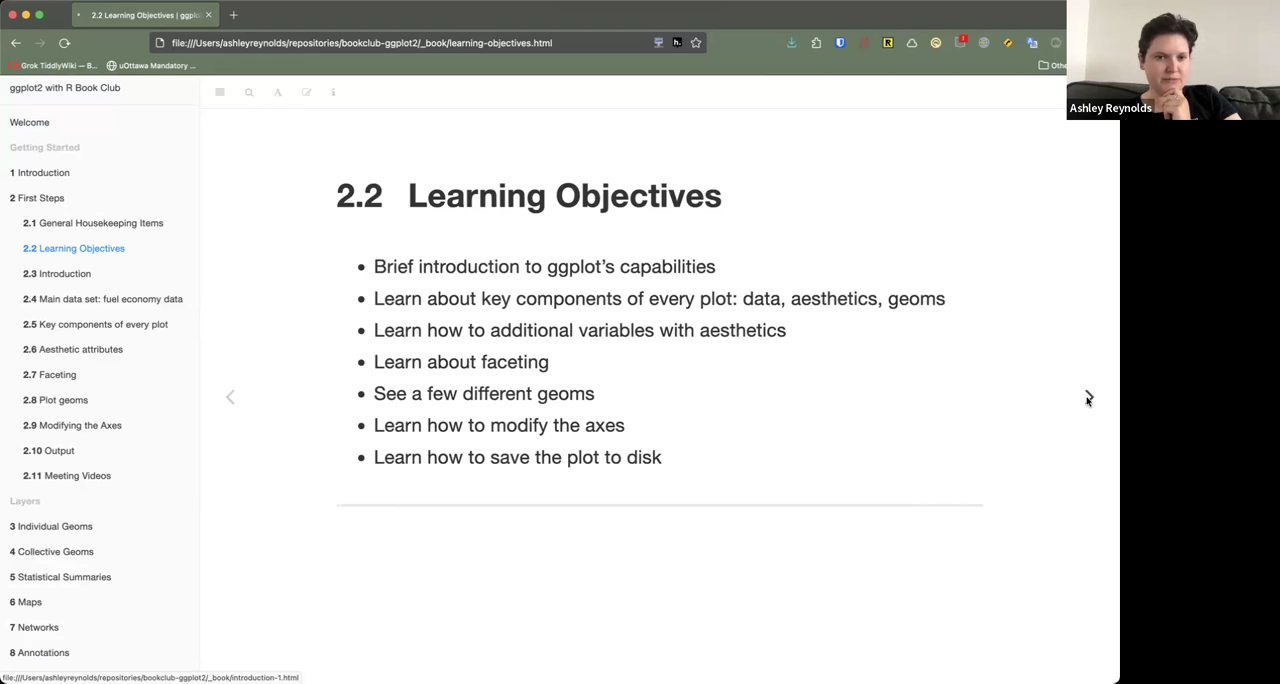 2.2 Learning Objectives | ggplo
file:///Users/ashleyreynolds/repositories/bookclub-ggplot2/_book/learning-objectives.html
Grok TiddlyWiki — B...
uOttawa Mandatory ...
Othe
Ashley Reynolds
ggplot2 with R Book Club
Welcome
Getting Started
1 Introduction
2 First Steps
2.1 General Housekeeping Items
2.2 Learning Objectives
2.3 Introduction
2.4 Main data set: fuel economy data
2.5 Key components of every plot
2.6 Aesthetic attributes
2.7 Faceting
2.8 Plot geoms
2.9 Modifying the Axes
2.10 Output
2.11 Meeting Videos
Layers
3 Individual Geoms
4 Collective Geoms
5 Statistical Summaries
6 Maps
7 Networks
8 Annotations
2.2 Learning Objectives
• Brief introduction to ggplot’s capabilities
• Learn about key components of every plot: data, aesthetics, geoms
• Learn how to additional variables with aesthetics
• Learn about faceting
• See a few different geoms
• Learn how to modify the axes
• Learn how to save the plot to disk
file:///Users/ashleyreynolds/repositories/bookclub-ggplot2/_book/introduction-1.html